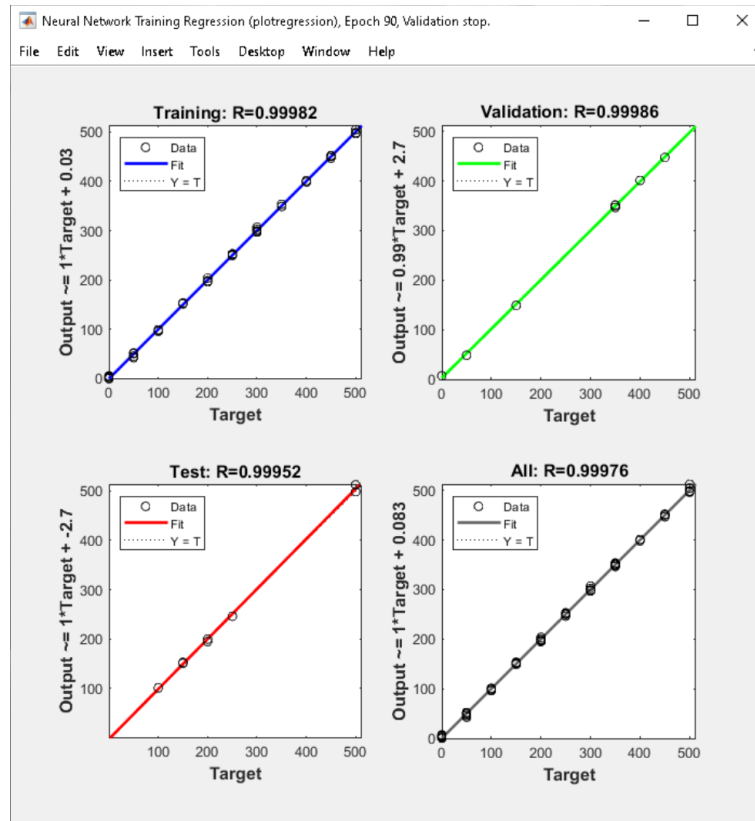 Neural Network Training Regression (plotregression), Epoch 90, Validation stop.
File Edit View Insert Tools Desktop Window Help
Training: R=0.99982
Output ~= 1*Target + 0.03
500
400
300
200
100
0
Data
Fit
Y = T
0 100 200 300 400 500
Target
Validation: R=0.99986
Output ~= 0.99*Target + 2.7
500
400
300
200
100
0
Data
Fit
Y = T
0 100 200 300 400 500
Target
Test: R=0.99952
Output ~= 1*Target + -2.7
500
400
300
200
100
Data
Fit
Y = T
100 200 300 400 500
Target
All: R=0.99976
Output ~= 1*Target + 0.083
500
400
300
200
100
0
Data
Fit
Y = T
0 100 200 300 400 500
Target